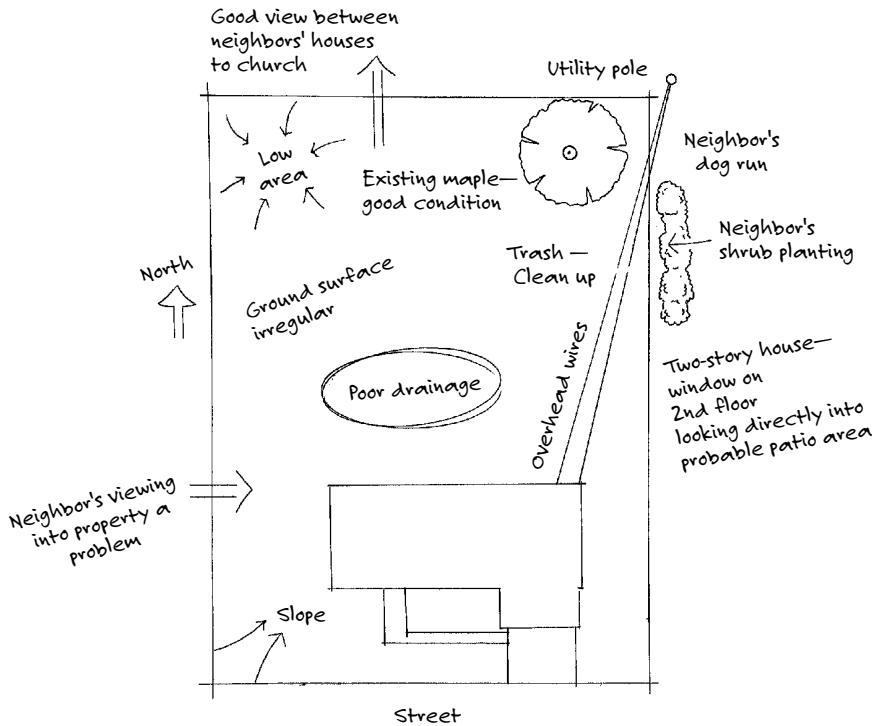 Good view between
neighbors' houses
to church
Utility pole
Low
area
Existing maple—
good condition
Neighbor's
dog run
Neighbor's
shrub planting
Trash —
Clean up
North
Ground surface
irregular
Overhead wires
Poor drainage
Two-story house—
window on
2nd floor
looking directly into
probable patio area
Neighbor's viewing
into property a
problem
Slope
Street